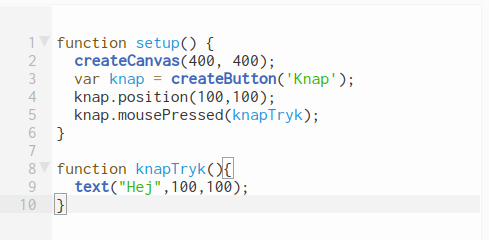 1 function setup() {
2 createCanvas(400, 400);
3 var knap = createButton('Knap');
4 knap.position(100,100);
5 knap.mousePressed(knapTryk);
6 }
7
8 function knapTryk(){
9 text("Hej",100,100);
10 }